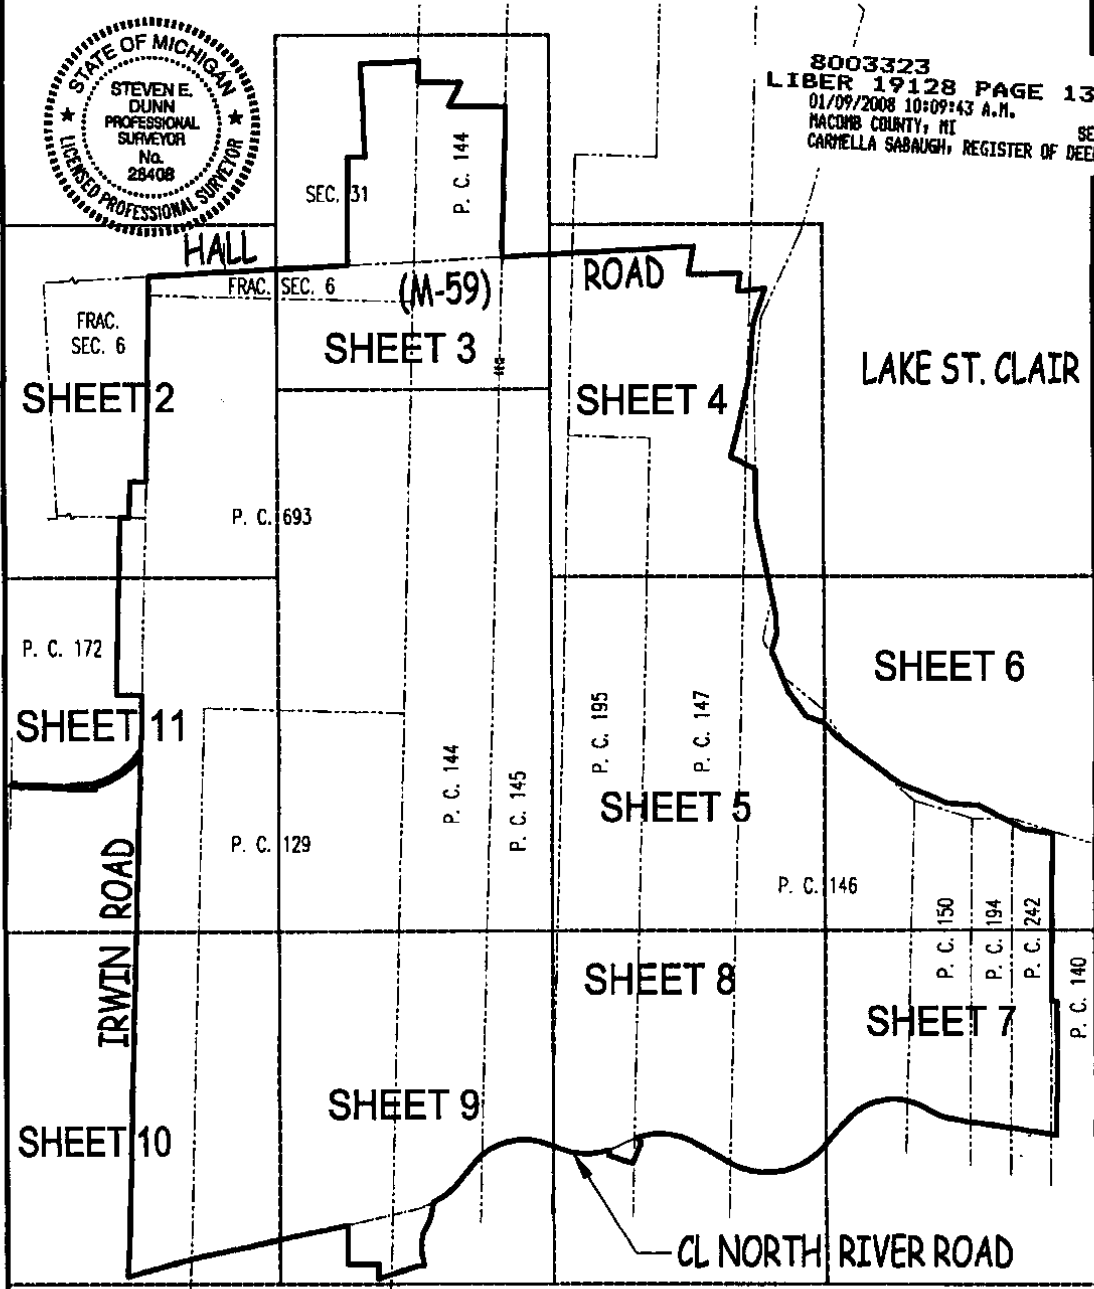 STATE OF MICHIGAN
STEVEN E.
DUNN
PROFESSIONAL
SURVEYOR
No.
28408
LICENSED PROFESSIONAL SURVEYOR
8003323
LIBER 19128 PAGE 13
01/09/2008 10:09:43 A.M.
MACOMB COUNTY, MI SE
CARMELLA SABAUGH, REGISTER OF DEE
SEC. 31
P. C. 144
HALL
ROAD
(M-59)
FRAC. SEC. 6
FRAC.
SEC. 6
SHEET 2
SHEET 3
SHEET 4
LAKE ST. CLAIR
P. C. 693
P. C. 172
SHEET 11
SHEET 6
P. C. 195
P. C. 147
P. C. 144
P. C. 145
SHEET 5
P. C. 129
P. C. 146
IRWIN ROAD
P. C. 150
P. C. 194
P. C. 242
P. C. 140
SHEET 8
SHEET 7
SHEET 9
SHEET 10
CL NORTH RIVER ROAD